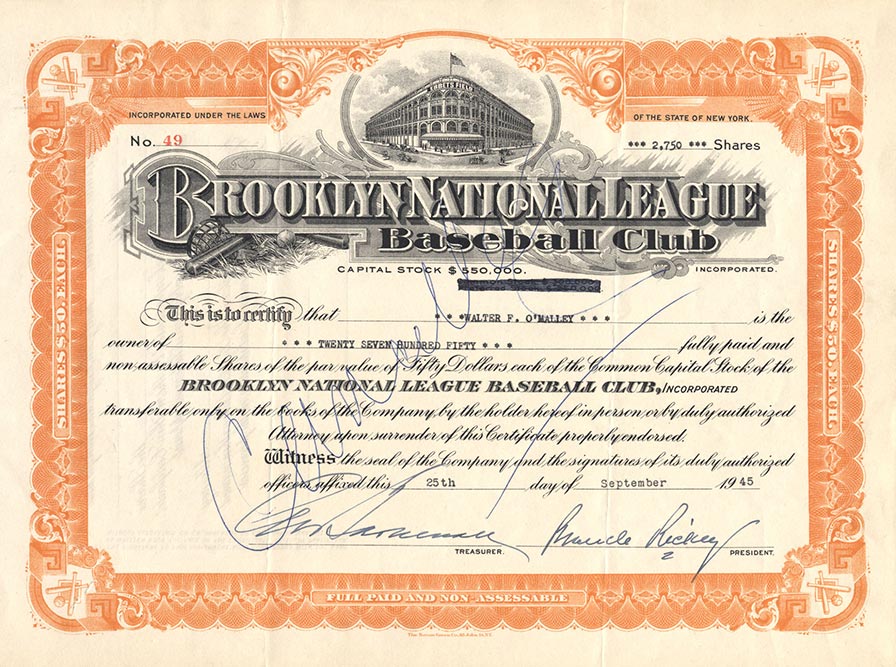 EBBETS FIELD
INCORPORATED UNDER THE LAWS
OF THE STATE OF NEW YORK.
No. 49
*** 2,750 *** Shares
BROOKLYN NATIONAL LEAGUE
Baseball Club
CAPITAL STOCK $550,000.
INCORPORATED.
This is to certify that * * * WALTER F. O'MALLEY * * * is the
owner of * * * TWENTY SEVEN HUNDRED FIFTY * * * fully paid and
non-assessable Shares of the par value of Fifty Dollars each of the Common Capital Stock of the
BROOKLYN NATIONAL LEAGUE BASEBALL CLUB, INCORPORATED
transferable only on the books of the Company by the holder hereof in person or by duly authorized
Attorney upon surrender of this Certificate properly endorsed.
Witness the seal of the Company and the signatures of its duly authorized
officers affixed this 25th day of September 1945
Branch Rickey
TREASURER.
PRESIDENT.
SHARES $50. EACH.
SHARES $50. EACH.
FULL PAID AND NON-ASSESSABLE
Cancelled